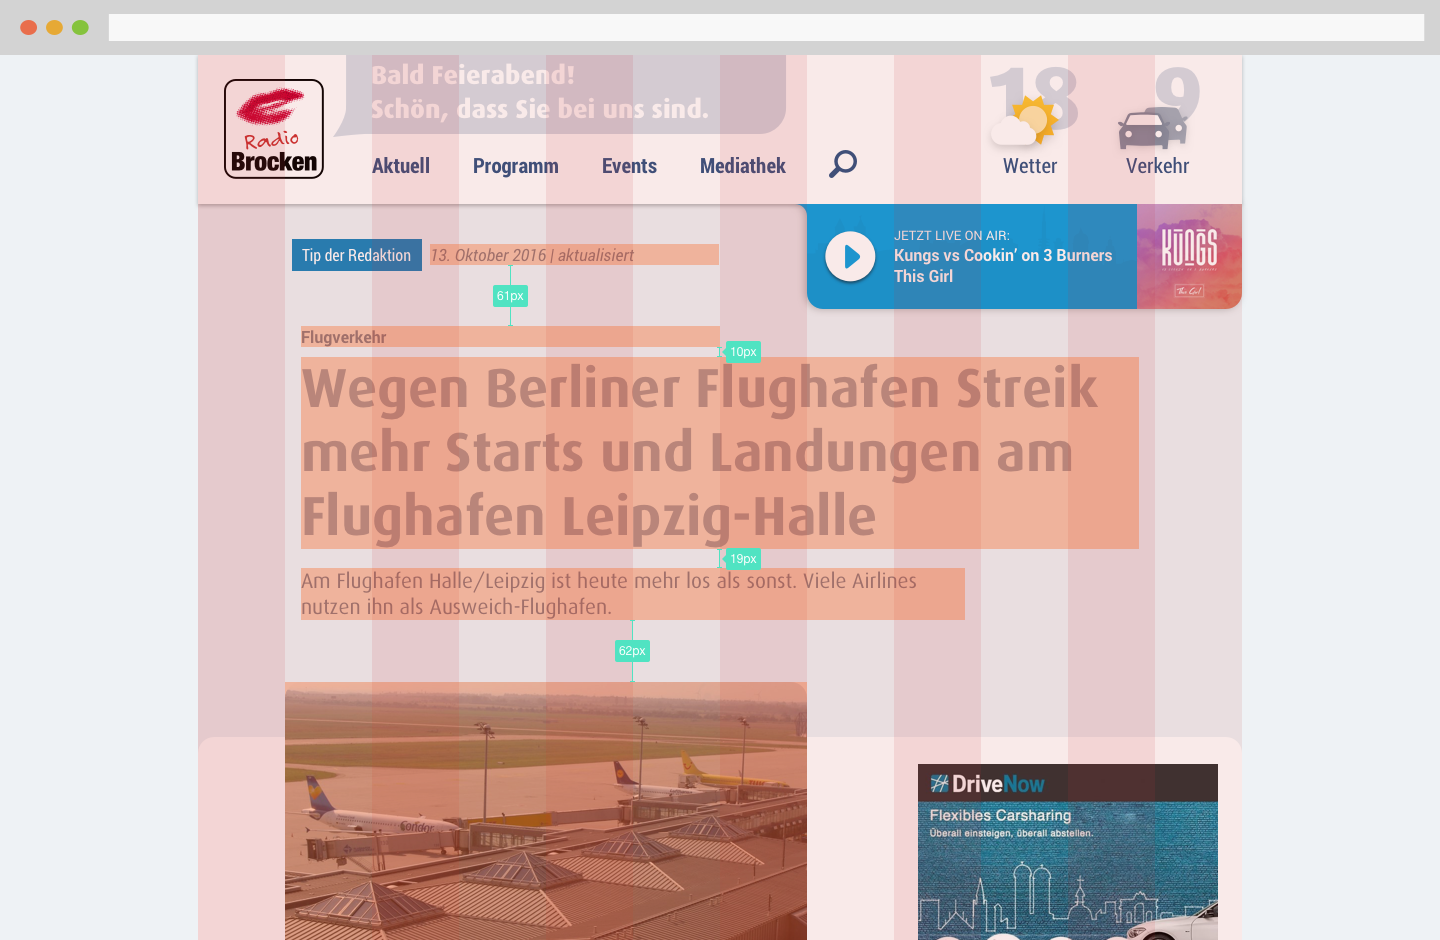 Bald Feierabend!
Schön, dass Sie bei uns sind.
Radio
Brocken
Aktuell
Programm
Events
Mediathek
18
Wetter
9
Verkehr
Tip der Redaktion
13. Oktober 2016 | aktualisiert
JETZT LIVE ON AIR:
Kungs vs Cookin’ on 3 Burners
This Girl
KUNGS
This Girl
61px
Flugverkehr
10px
Wegen Berliner Flughafen Streik
mehr Starts und Landungen am
Flughafen Leipzig-Halle
19px
Am Flughafen Halle/Leipzig ist heute mehr los als sonst. Viele Airlines
nutzen ihn als Ausweich-Flughafen.
62px
Condor
DriveNow
Flexibles Carsharing
Überall einsteigen, überall abstellen.